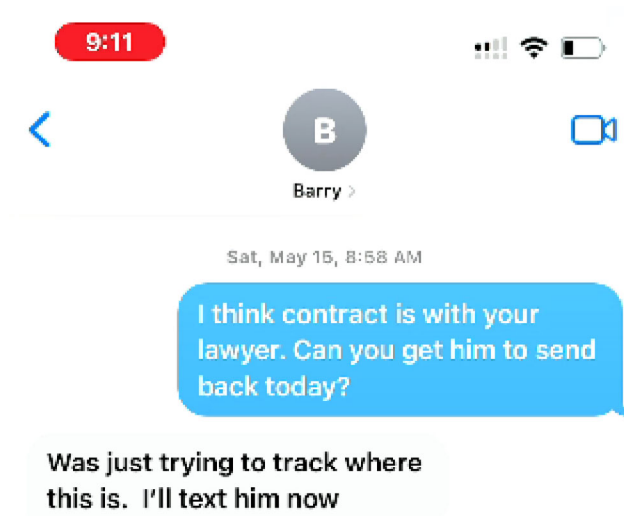 9:11
B
Barry >
Sat, May 15, 8:58 AM
I think contract is with your
lawyer. Can you get him to send
back today?
Was just trying to track where
this is. I'll text him now